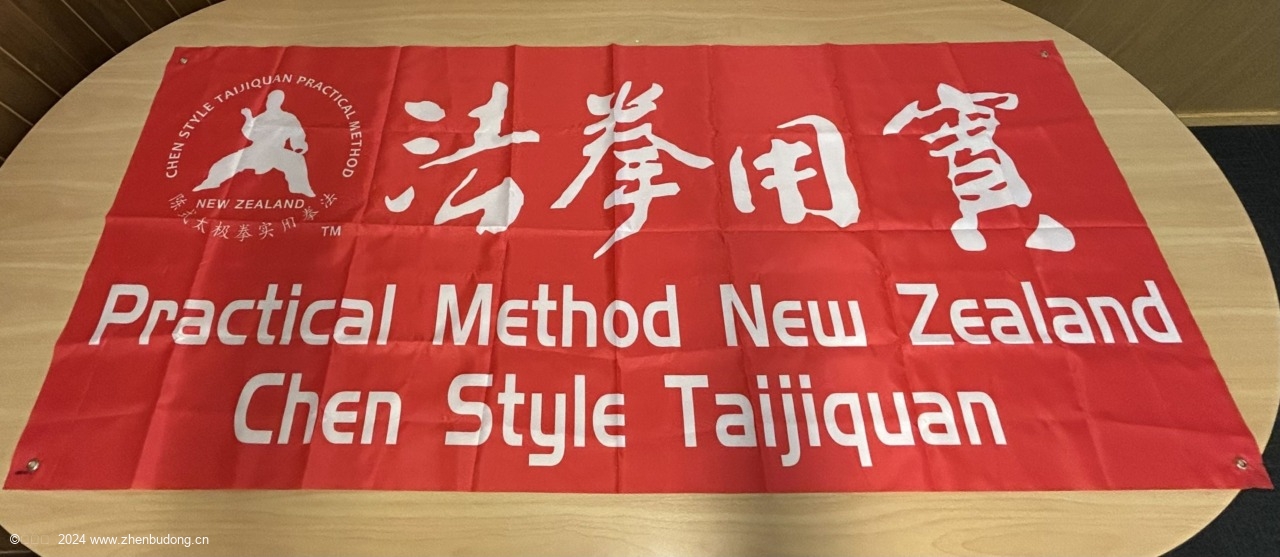 CHEN STYLE TAIJIQUAN PRACTICAL METHOD
NEW ZEALAND
陈式太极拳实用拳法
TM
實用拳法
Practical Method New Zealand
Chen Style Taijiquan
© 2024 www.zhenbudong.cn